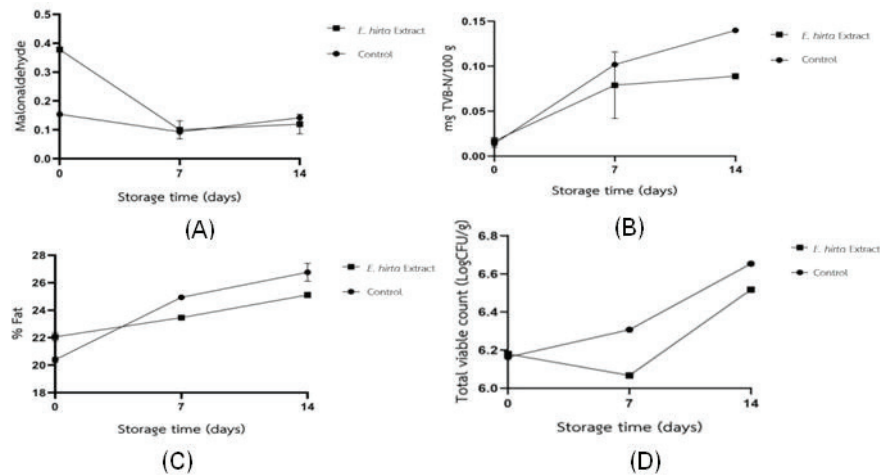 Malonaldehyde
0.5
0.4
0.3
0.2
0.1
0.0
0
7
14
Storage time (days)
E. hirta Extract
Control
(A)
mg TVB-N/100 g
0.15
0.10
0.05
0.00
0
7
14
Storage time (days)
E. hirta Extract
Control
(B)
% Fat
28
26
24
22
20
18
0
7
14
Storage time (days)
E. hirta Extract
Control
(C)
Total viable count (LogCFU/g)
6.8
6.6
6.4
6.2
6.0
0
7
14
Storage time (days)
E. hirta Extract
Control
(D)